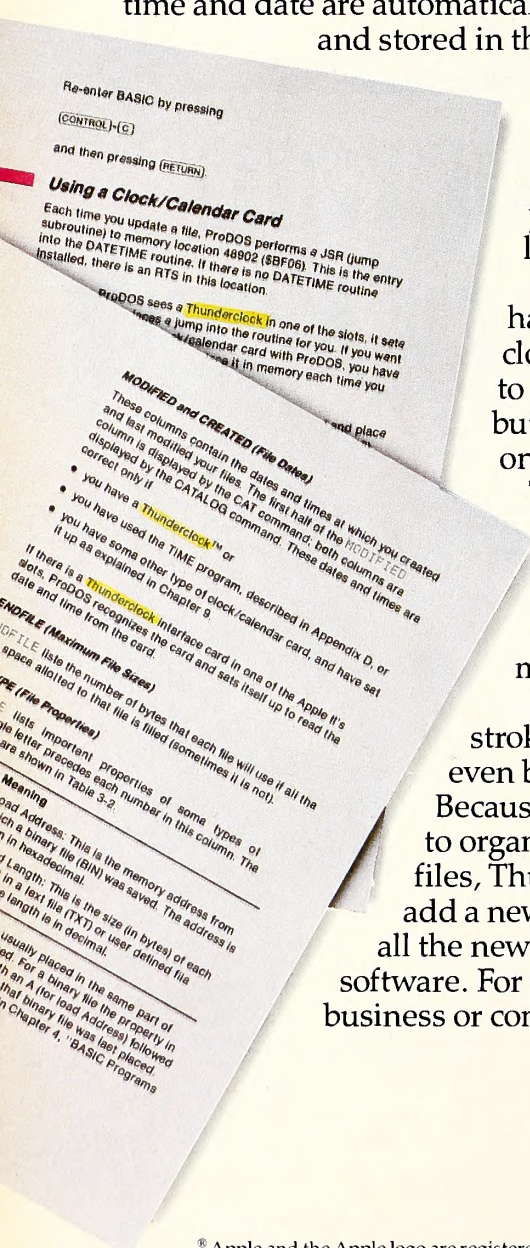 time and date are automatical
and stored in th
Re-enter BASIC by pressing
CONTROL-C
and then pressing RETURN.
Using a Clock/Calendar Card
Each time you update a file, ProDOS performs a JSR (jump
subroutine) to memory location 48902 ($BF06). This is the entry
into the DATETIME routine. If there is no DATETIME routine
installed, there is an RTS in this location.
ProDOS sees a Thunderclock in one of the slots, it sets
a jump into the routine for you. If you want
calendar card with ProDOS, you have
it in memory each time you
and place
MODIFIED and CREATED (File Dates)
These columns contain the dates and times at which you created
and last modified your files. The first half of the MODIFIED
column is displayed by the CAT command; both columns are
displayed by the CATALOG command. These dates and times are
correct only if
• you have a Thunderclock™ or
• you have used the TIME program, described in Appendix D, or
• you have some other type of clock/calendar card, and have set
it up as explained in Chapter 9.
If there is a Thunderclock interface card in one of the Apple II's
slots, ProDOS recognizes the card and sets itself up to read the
date and time from the card.
ENDFILE (Maximum File Sizes)
DFILE lists the number of bytes that each file will use if all the
space allotted to that file is filled (sometimes it is not).
YPE (File Properties)
E lists important properties of some types of
gle letter precedes each number in this column. The
are shown in Table 3-2.
Meaning
oad Address: This is the memory address from
ch a binary file (BIN) was saved. The address is
n in hexadecimal.
d Length: This is the size (in bytes) of each
in a text file (TXT) or user defined file
e length is in decimal.
usually placed in the same part of
ed. For a binary file the property in
th an A (for load Address) followed
that binary file was last placed.
in Chapter 4, "BASIC Programs
l
ha
clo
to
bu
on
n
strok
even b
Becaus
to organ
files, Thu
add a new
all the new
software. For
business or con
® Apple and the Apple logo are registere